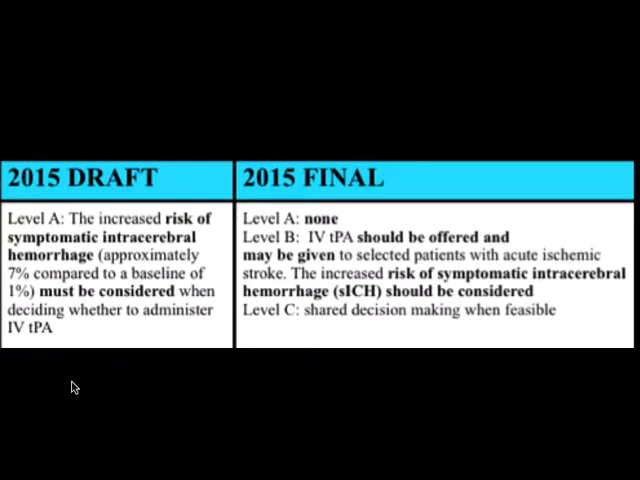 2015 DRAFT
Level A: The increased risk of
symptomatic intracerebral
hemorrhage (approximately
7% compared to a baseline of
1%) must be considered when
deciding whether to administer
IV tPA
2015 FINAL
Level A: none
Level B:  IV tPA should be offered and
may be given to selected patients with acute ischemic
stroke. The increased risk of symptomatic intracerebral
hemorrhage (sICH) should be considered
Level C: shared decision making when feasible